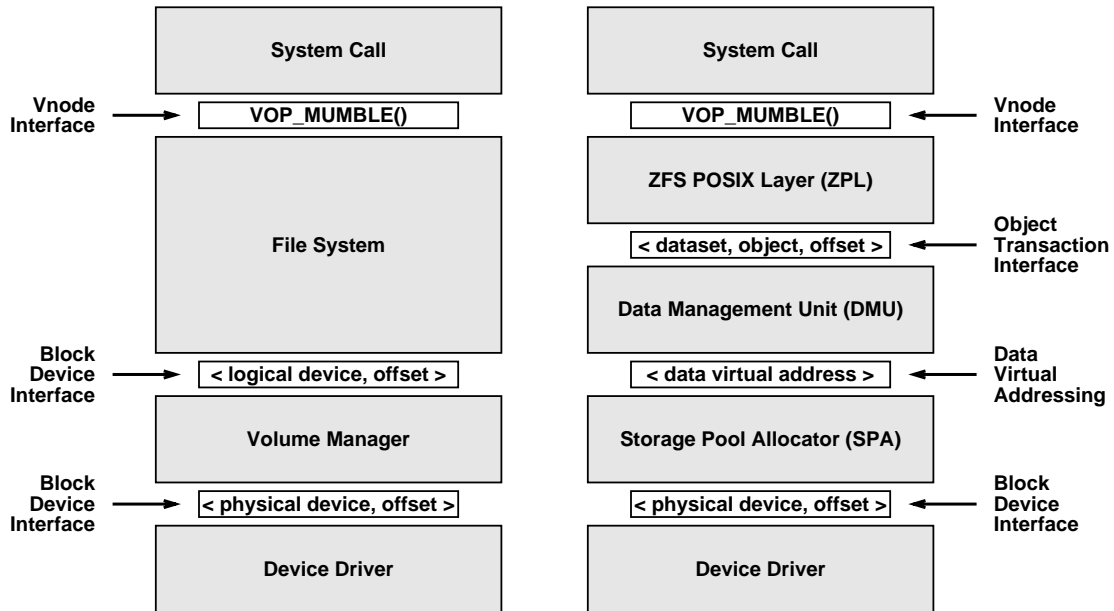 System Call
Vnode
Interface
VOP_MUMBLE()
File System
Block
Device
Interface
< logical device, offset >
Volume Manager
Block
Device
Interface
< physical device, offset >
Device Driver
System Call
VOP_MUMBLE()
Vnode
Interface
ZFS POSIX Layer (ZPL)
< dataset, object, offset >
Object
Transaction
Interface
Data Management Unit (DMU)
< data virtual address >
Data
Virtual
Addressing
Storage Pool Allocator (SPA)
< physical device, offset >
Block
Device
Interface
Device Driver